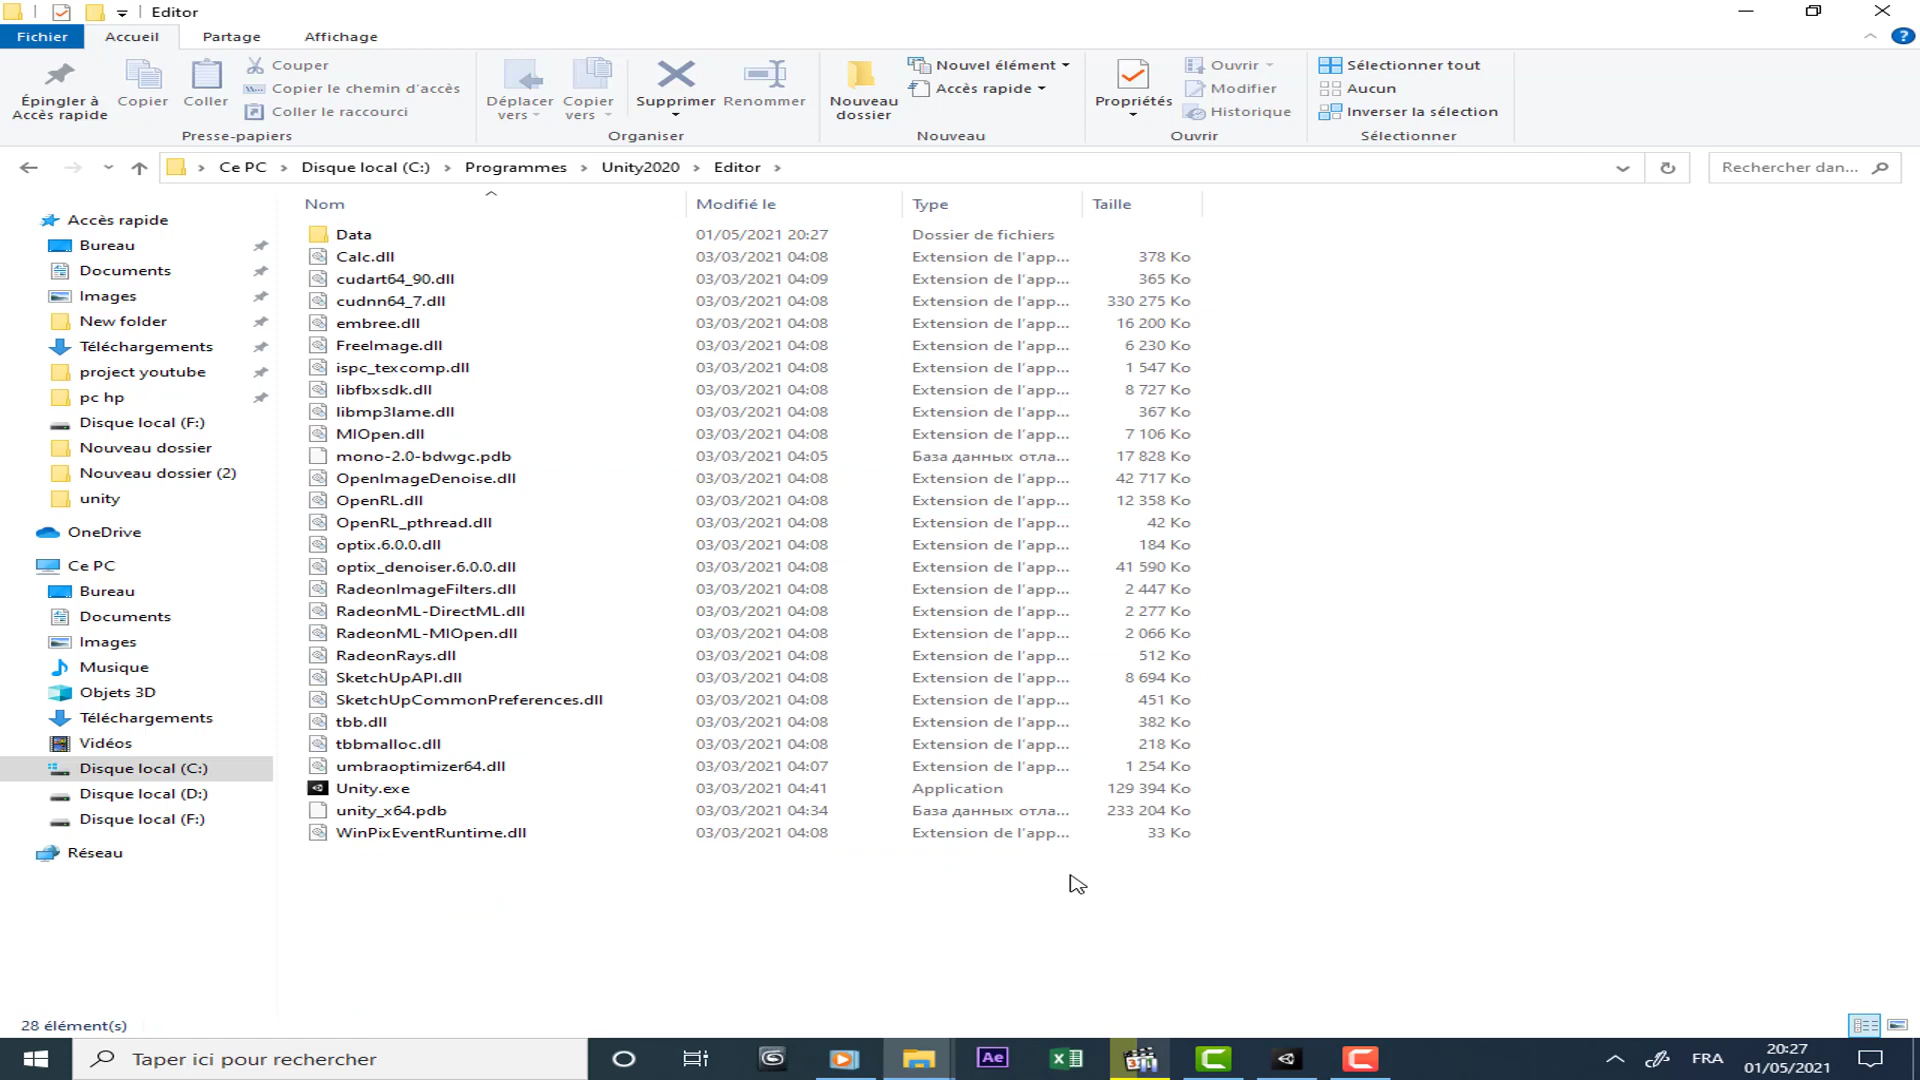 Editor
Fichier Accueil Partage Affichage
Épingler à Accès rapide
Copier
Coller
Couper
Copier le chemin d'accès
Coller le raccourci
Presse-papiers
Déplacer vers
Copier vers
Supprimer
Renommer
Organiser
Nouveau dossier
Nouvel élément
Accès rapide
Nouveau
Propriétés
Ouvrir
Modifier
Historique
Ouvrir
Sélectionner tout
Aucun
Inverser la sélection
Sélectionner
Ce PC > Disque local (C:) > Programmes > Unity2020 > Editor >
Rechercher dan...
Accès rapide
Bureau
Documents
Images
New folder
Téléchargements
project youtube
pc hp
Disque local (F:)
Nouveau dossier
Nouveau dossier (2)
unity
OneDrive
Ce PC
Bureau
Documents
Images
Musique
Objets 3D
Téléchargements
Vidéos
Disque local (C:)
Disque local (D:)
Disque local (F:)
Réseau
Nom Modifié le Type Taille
Data 01/05/2021 20:27 Dossier de fichiers
Calc.dll 03/03/2021 04:08 Extension de l'app... 378 Ko
cudart64_90.dll 03/03/2021 04:09 Extension de l'app... 365 Ko
cudnn64_7.dll 03/03/2021 04:08 Extension de l'app... 330 275 Ko
embree.dll 03/03/2021 04:08 Extension de l'app... 16 200 Ko
FreeImage.dll 03/03/2021 04:08 Extension de l'app... 6 230 Ko
ispc_texcomp.dll 03/03/2021 04:08 Extension de l'app... 1 547 Ko
libfbxsdk.dll 03/03/2021 04:08 Extension de l'app... 8 727 Ko
libmp3lame.dll 03/03/2021 04:08 Extension de l'app... 367 Ko
MIOpen.dll 03/03/2021 04:08 Extension de l'app... 7 106 Ko
mono-2.0-bdwgc.pdb 03/03/2021 04:05 База данных отла... 17 828 Ko
OpenImageDenoise.dll 03/03/2021 04:08 Extension de l'app... 42 717 Ko
OpenRL.dll 03/03/2021 04:08 Extension de l'app... 12 358 Ko
OpenRL_pthread.dll 03/03/2021 04:08 Extension de l'app... 42 Ko
optix.6.0.0.dll 03/03/2021 04:08 Extension de l'app... 184 Ko
optix_denoiser.6.0.0.dll 03/03/2021 04:08 Extension de l'app... 41 590 Ko
RadeonImageFilters.dll 03/03/2021 04:08 Extension de l'app... 2 447 Ko
RadeonML-DirectML.dll 03/03/2021 04:08 Extension de l'app... 2 277 Ko
RadeonML-MIOpen.dll 03/03/2021 04:08 Extension de l'app... 2 066 Ko
RadeonRays.dll 03/03/2021 04:08 Extension de l'app... 512 Ko
SketchUpAPI.dll 03/03/2021 04:08 Extension de l'app... 8 694 Ko
SketchUpCommonPreferences.dll 03/03/2021 04:08 Extension de l'app... 451 Ko
tbb.dll 03/03/2021 04:08 Extension de l'app... 382 Ko
tbbmalloc.dll 03/03/2021 04:08 Extension de l'app... 218 Ko
umbraoptimizer64.dll 03/03/2021 04:07 Extension de l'app... 1 254 Ko
Unity.exe 03/03/2021 04:41 Application 129 394 Ko
unity_x64.pdb 03/03/2021 04:34 База данных отла... 233 204 Ko
WinPixEventRuntime.dll 03/03/2021 04:08 Extension de l'app... 33 Ko
28 élément(s)
Taper ici pour rechercher
Ae
FRA
20:27
01/05/2021